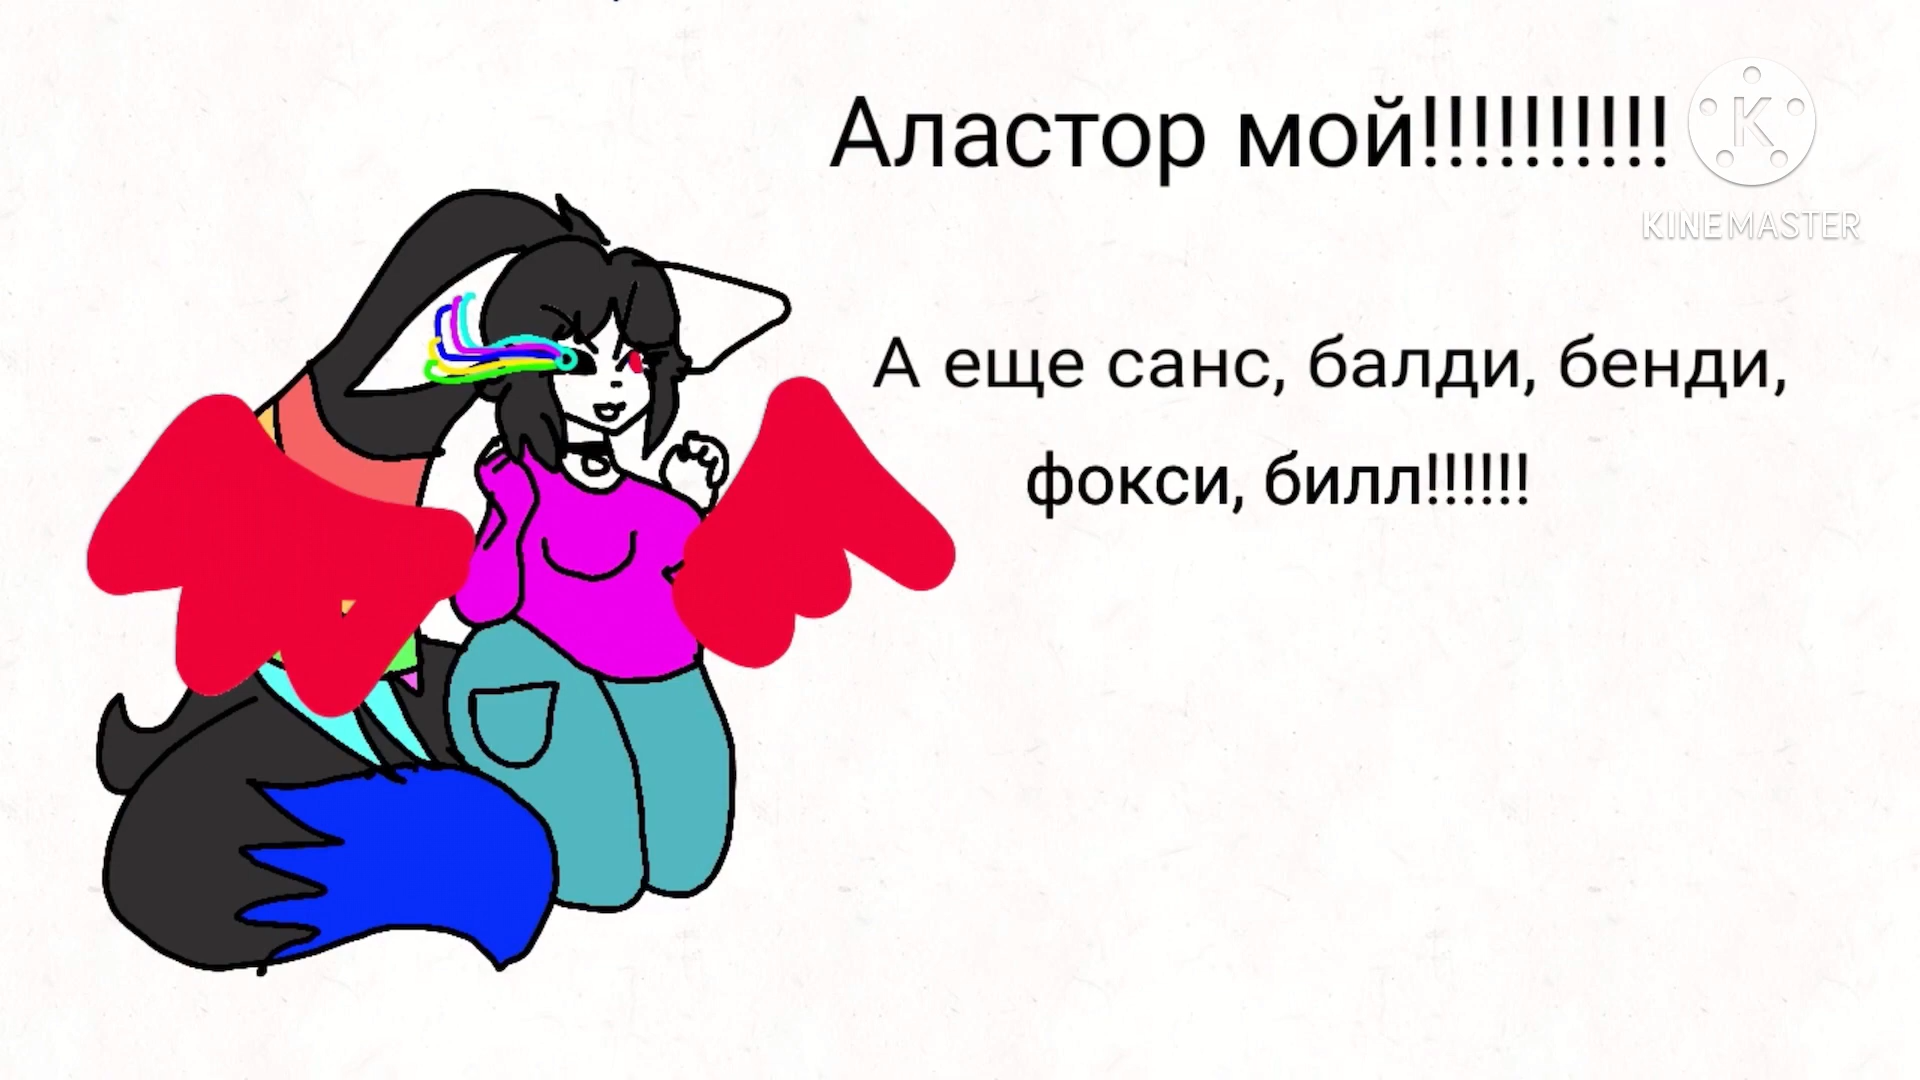 Аластор мой!!!!!!!!!!
KINEMASTER
А еще санс, балди, бенди,
фокси, билл!!!!!!